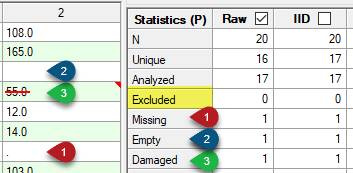 2
108.0
165.0
2
55.0
3
12.0
14.0
.
1
103.0
Statistics (P) Raw IID
N 20 20
Unique 16 17
Analyzed 17 17
Excluded 0 0
Missing 1 1 1
Empty 2 1 1
Damaged 3 1 1